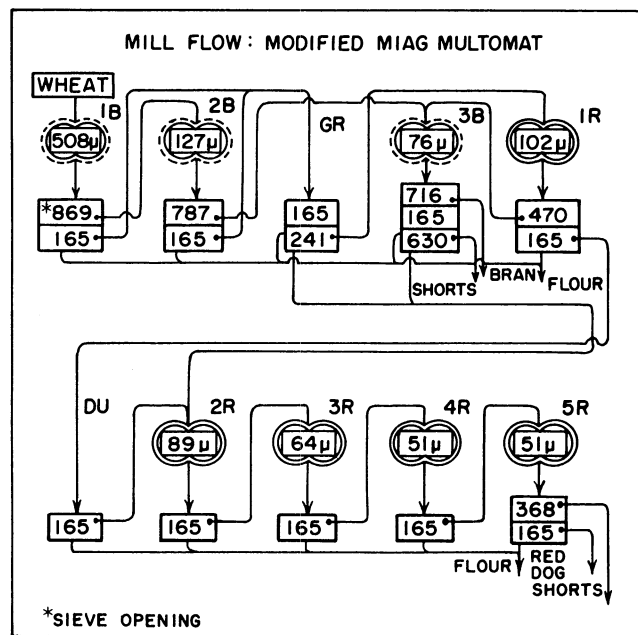 MILL FLOW: MODIFIED MIAG MULTOMAT
WHEAT
1B
2B
GR
3B
1R
508µ
127µ
76µ
102µ
*869
165
787
165
165
241
716
165
630
470
165
SHORTS
BRAN
FLOUR
DU
2R
3R
4R
5R
89µ
64µ
51µ
51µ
165
165
165
165
368
165
FLOUR
RED
DOG
SHORTS
*SIEVE OPENING